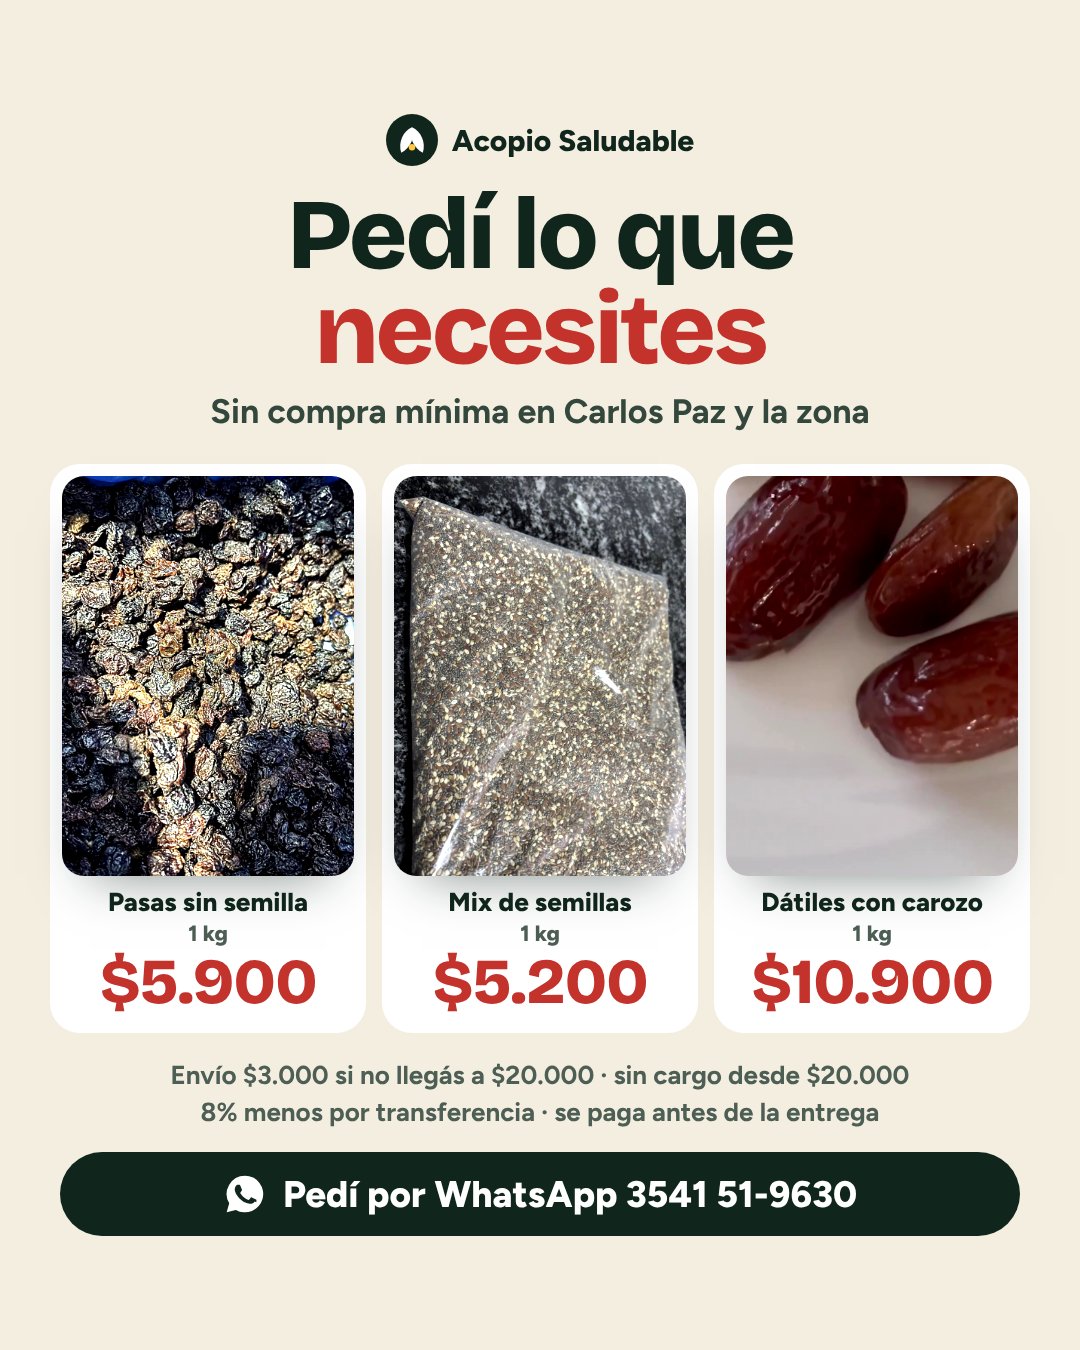 Acopio Saludable
Pedí lo que
necesites
Sin compra mínima en Carlos Paz y la zona
Pasas sin semilla
1 kg
$5.900
Mix de semillas
1 kg
$5.200
Dátiles con carozo
1 kg
$10.900
Envío $3.000 si no llegás a $20.000 · sin cargo desde $20.000
8% menos por transferencia · se paga antes de la entrega
Pedí por WhatsApp 3541 51-9630